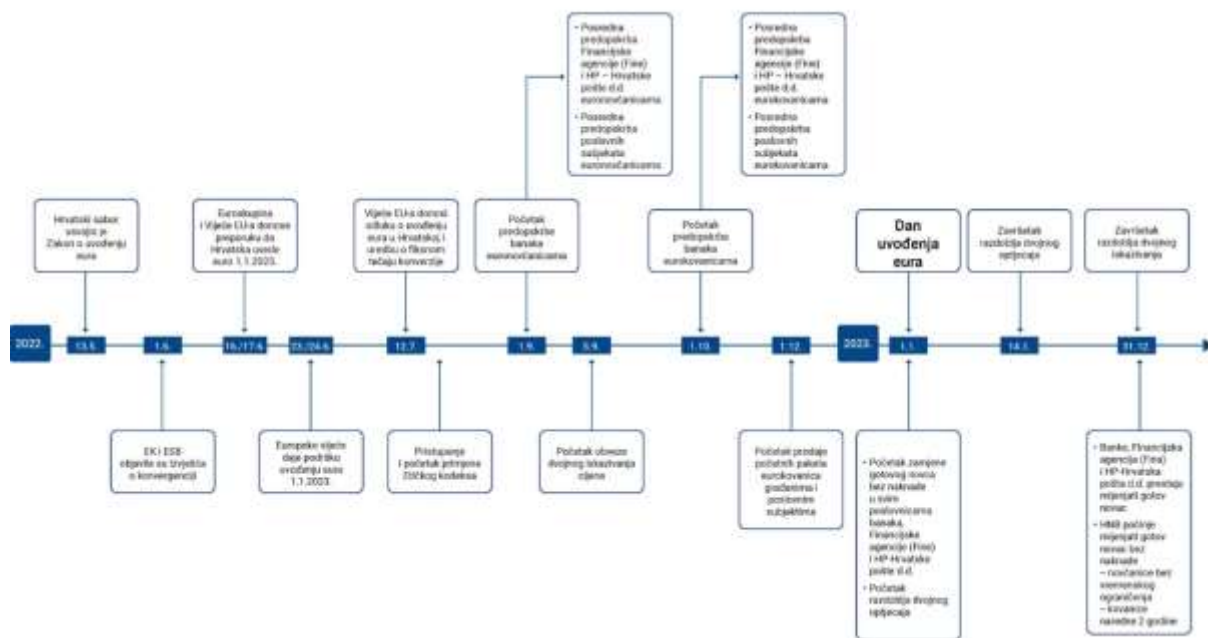 • Posredna
predopskrba
Financijske
agencije (Fine)
i HP – Hrvatske
pošte d.d.
euronovčanicama
• Posredna
predopskrba
poslovnih
subjekata
euronovčanicama
• Posredna
predopskrba
Financijske
agencije (Fine)
i HP – Hrvatske
pošte d.d.
eurokovanicama
• Posredna
predopskrba
poslovnih
subjekata
eurokovanicama
Hrvatski sabor
usvojio je
Zakon o uvođenju
eura
Euroskupina
i Vijeće EU-a donose
preporuku da
Hrvatska uvede
euro 1.1.2023.
Vijeće EU-a donosi
odluku o uvođenju
eura u Hrvatskoj i
uredbu o fiksnom
tečaju konverzije
Početak
predopskrbe
banaka
euronovčanicama
Početak
predopskrbe
banaka
eurokovanicama
Dan
uvođenja
eura
Završetak
razdoblja dvojnog
optjecaja
Završetak
razdoblja dvojnog
iskazivanja
2022.
13.5.
1.6.
16./17.6.
23./24.6.
12.7.
1.9.
5.9.
1.10.
1.12.
2023.
1.1.
14.1.
31.12.
EK i ESB
objavile su izvješća
o konvergenciji
Europsko vijeće
daje podršku
uvođenju eura
1.1.2023.
Pristupanje
i početak primjene
Etičkog kodeksa
Početak obveze
dvojnog iskazivanja
cijena
Početak prodaje
početnih paketa
eurokovanica
građanima i
poslovnim
subjektima
• Početak zamjene
gotovog novca
bez naknade
u svim
poslovnicama
banaka,
Financijske
agencije (Fine)
i HP-Hrvatske
pošte d.d.
• Početak
razdoblja dvojnog
optjecaja
• Banke, Financijska
agencija (Fina)
i HP-Hrvatska
pošta d.d. prestaju
mijenjati gotov
novac
• HNB počinje
mijenjati gotov
novac bez
naknade
– novčanice bez
vremenskog
ograničenja
– kovanice
naredne 2 godine